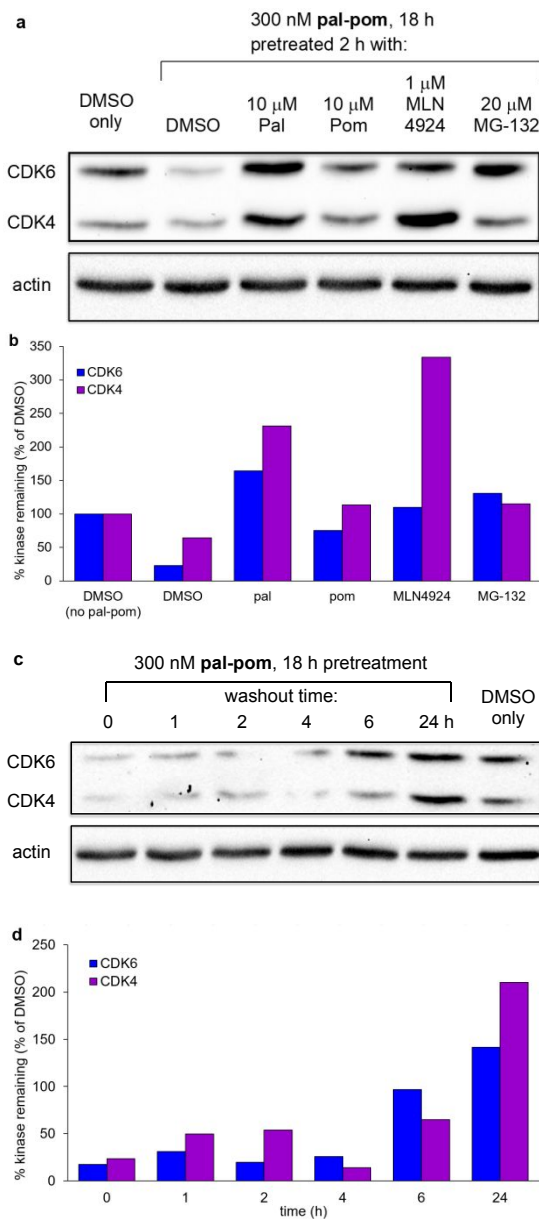 a
300 nM pal-pom, 18 h
pretreated 2 h with:
DMSO only
DMSO
10 μM Pal
10 μM Pom
1 μM MLN 4924
20 μM MG-132
CDK6
CDK4
actin
b
350
300
250
200
150
100
50
0
% kinase remaining (% of DMSO)
CDK6
CDK4
DMSO (no pal-pom)
DMSO
pal
pom
MLN4924
MG-132
c
300 nM pal-pom, 18 h pretreatment
washout time:
0 1 2 4 6 24 h
DMSO only
CDK6
CDK4
actin
d
250
200
150
100
50
0
% kinase remaining (% of DMSO)
CDK6
CDK4
0 1 2 4 6 24
time (h)